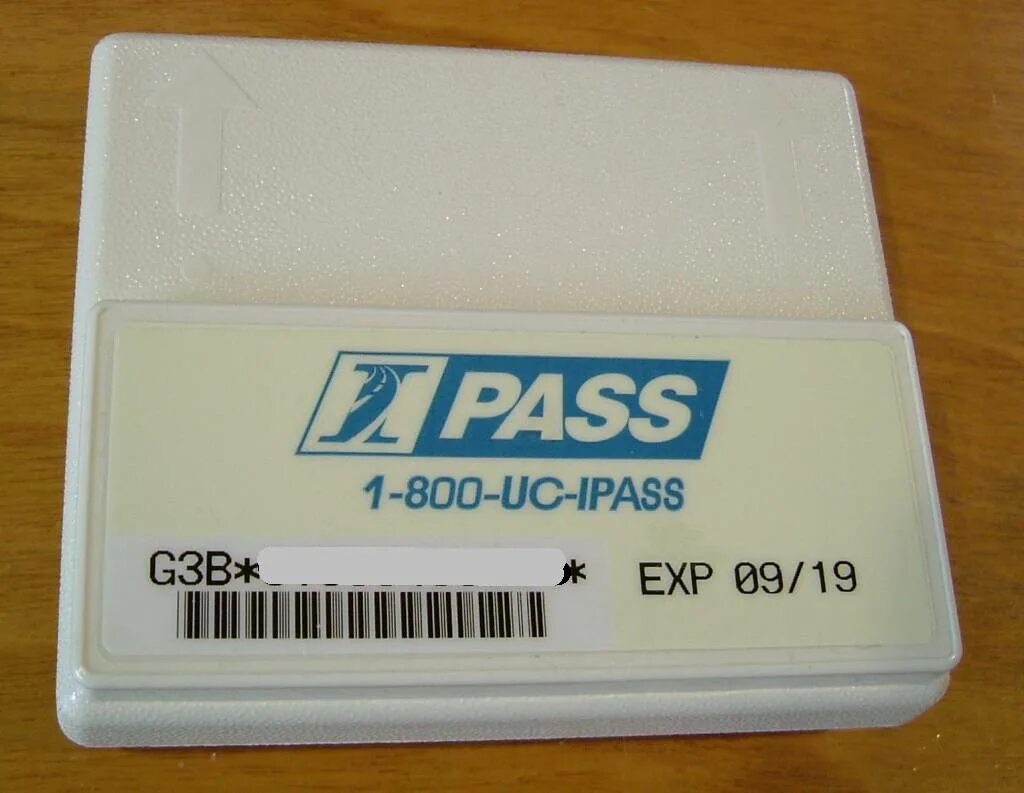 I PASS
1-800-UC-IPASS
G3B* *
EXP 09/19